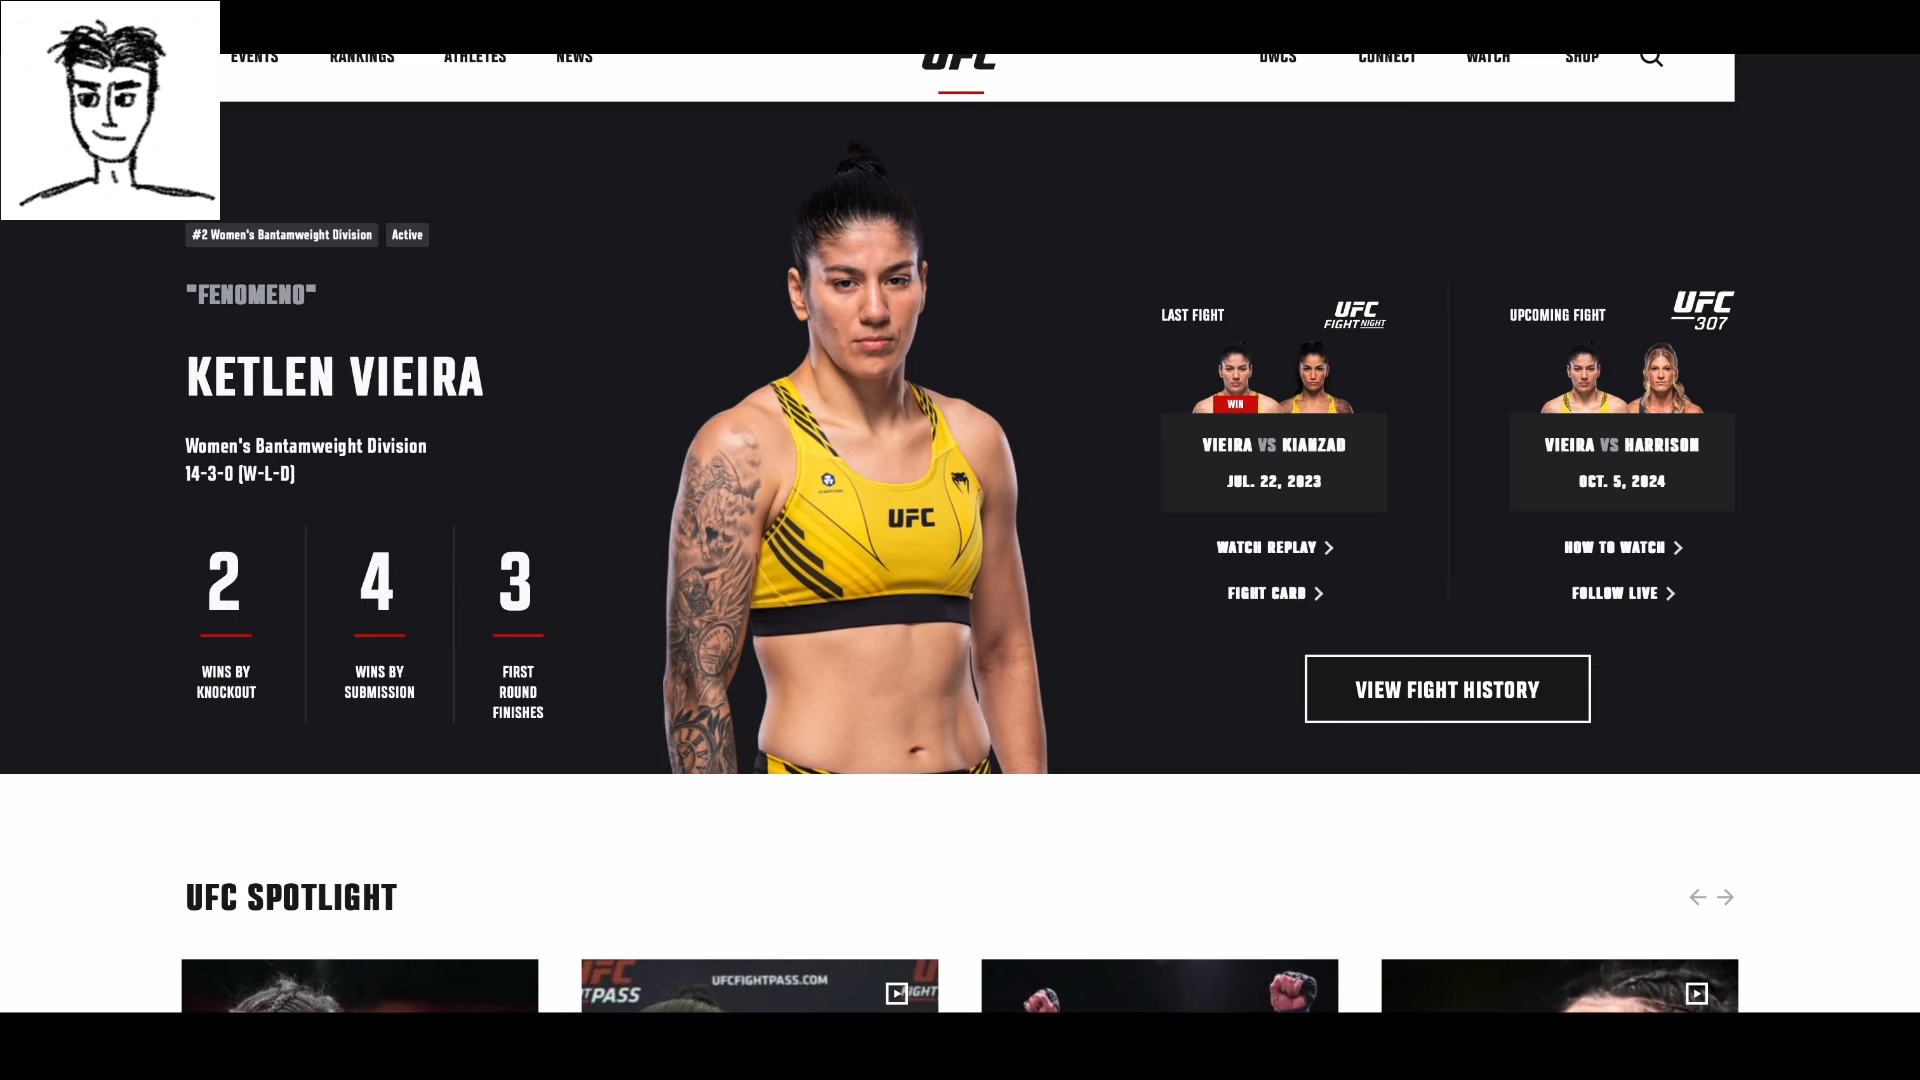 EVENTS RANKINGS ATHLETES NEWS UFC DWCS CONNECT WATCH SHOP
#2 Women's Bantamweight Division Active
"FENOMENO"
KETLEN VIEIRA
Women's Bantamweight Division
14-3-0 (W-L-D)
2
WINS BY
KNOCKOUT
4
WINS BY
SUBMISSION
3
FIRST
ROUND
FINISHES
UFC
LAST FIGHT
UFC
FIGHT NIGHT
WIN
VIEIRA VS KIANZAD
JUL. 22, 2023
WATCH REPLAY
FIGHT CARD
UPCOMING FIGHT
UFC
307
VIEIRA VS HARRISON
OCT. 5, 2024
HOW TO WATCH
FOLLOW LIVE
VIEW FIGHT HISTORY
UFC SPOTLIGHT
UFCFIGHTPASS.COM